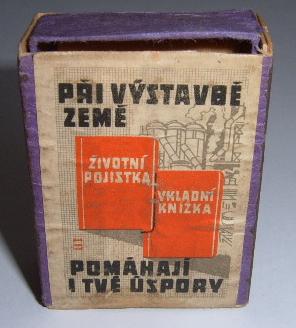 PŘI VÝSTAVBĚ
ZEMĚ
ŽIVOTNÍ
POJISTKA
VKLADNÍ
KNÍŽKA
POMÁHAJÍ
I TVÉ ÚSPORY